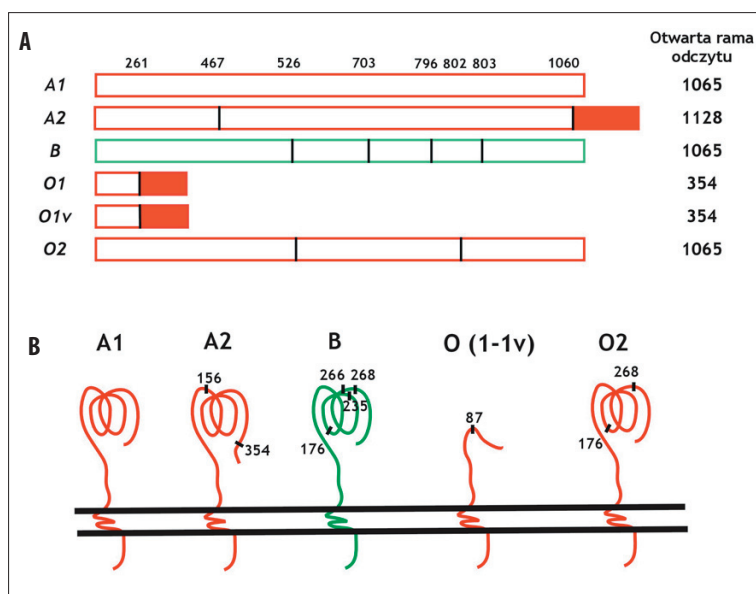 A
Otwarta rama
odczytu
261 467 526 703 796 802 803 1060
A1 1065
A2 1128
B 1065
O1 354
O1v 354
O2 1065
B
A1 A2 B O (1-1v) O2
156 266 268 268
235
87
176 354 176